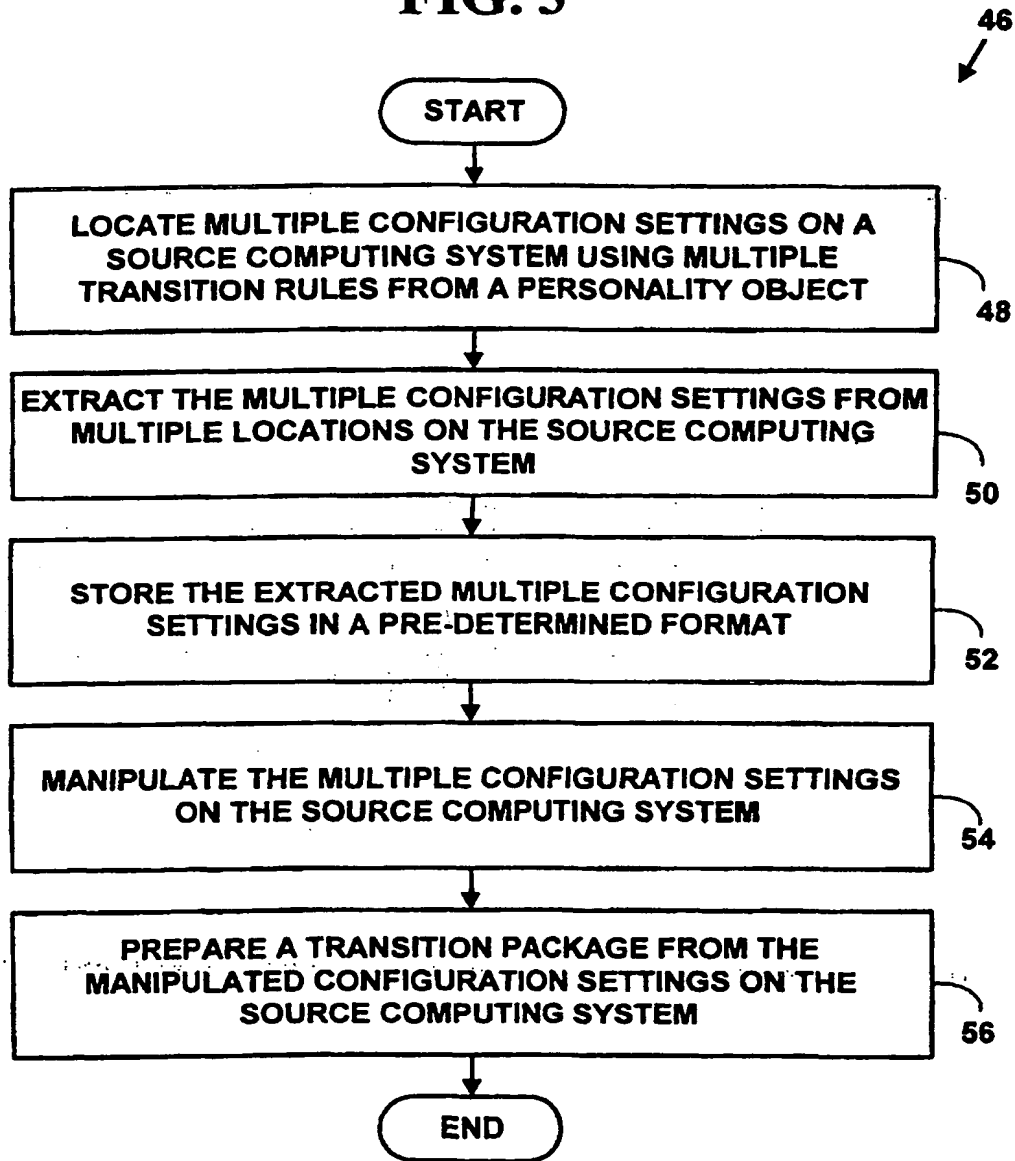 FIG. 3
46
START
LOCATE MULTIPLE CONFIGURATION SETTINGS ON A
SOURCE COMPUTING SYSTEM USING MULTIPLE
TRANSITION RULES FROM A PERSONALITY OBJECT
48
EXTRACT THE MULTIPLE CONFIGURATION SETTINGS FROM
MULTIPLE LOCATIONS ON THE SOURCE COMPUTING
SYSTEM
50
STORE THE EXTRACTED MULTIPLE CONFIGURATION
SETTINGS IN A PRE-DETERMINED FORMAT
52
MANIPULATE THE MULTIPLE CONFIGURATION SETTINGS
ON THE SOURCE COMPUTING SYSTEM
54
PREPARE A TRANSITION PACKAGE FROM THE
MANIPULATED CONFIGURATION SETTINGS ON THE
SOURCE COMPUTING SYSTEM
56
END